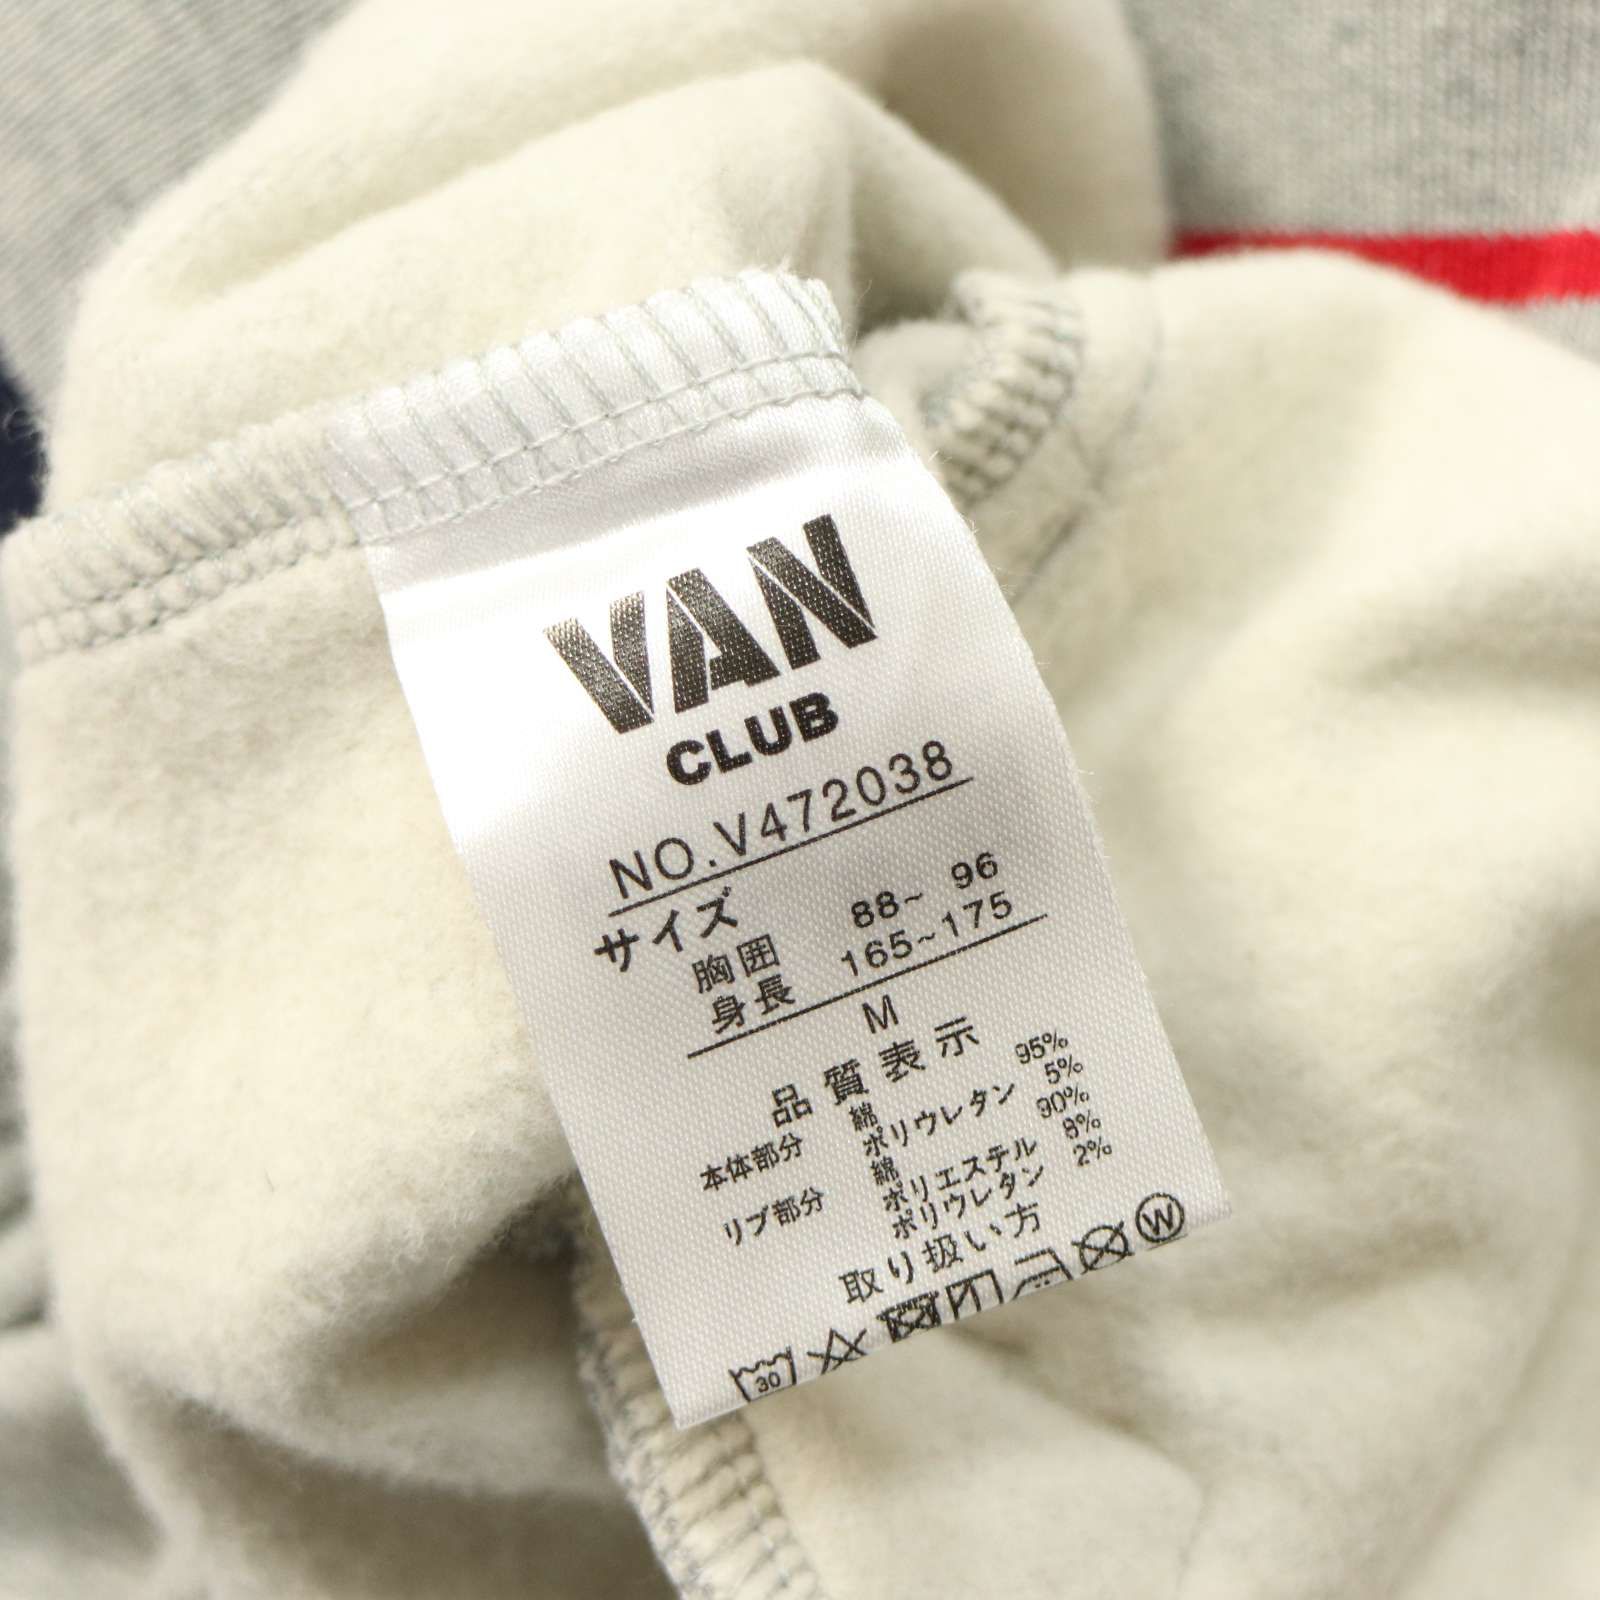 VAN
CLUB
NO.V472038
サイズ
胸囲 88~ 96
身長 165~175
M
品質表示
本体部分 綿 95%
ポリウレタン 5%
リブ部分 綿 90%
ポリエステル 8%
ポリウレタン 2%
取り扱い方
30 W